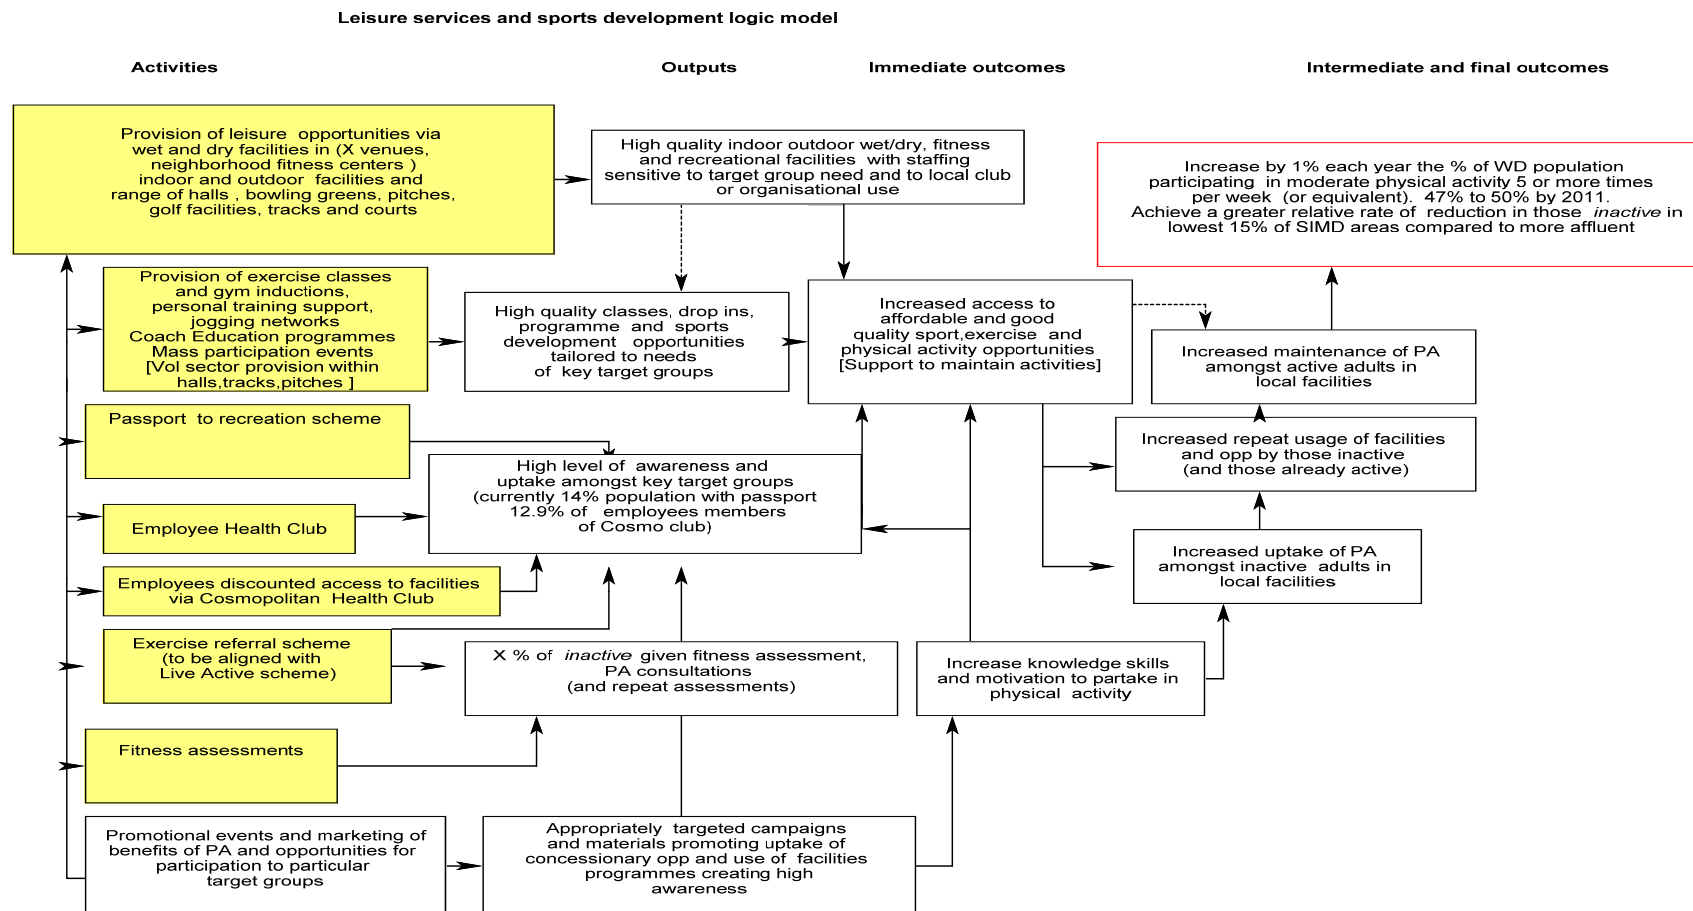 Leisure services and sports development logic model
Activities
Outputs
Immediate outcomes
Intermediate and final outcomes
Provision of leisure opportunities via
wet and dry facilities in (X venues,
neighborhood fitness centers )
indoor and outdoor facilities and
range of halls , bowling greens, pitches,
golf facilities, tracks and courts
High quality indoor outdoor wet/dry, fitness
and recreational facilities with staffing
sensitive to target group need and to local club
or organisational use
Increase by 1% each year the % of WD population
participating in moderate physical activity 5 or more times
per week (or equivalent). 47% to 50% by 2011.
Achieve a greater relative rate of reduction in those inactive in
lowest 15% of SIMD areas compared to more affluent
Provision of exercise classes
and gym inductions,
personal training support,
jogging networks
Coach Education programmes
Mass participation events
[Vol sector provision within
halls,tracks,pitches ]
High quality classes, drop ins,
programme and sports
development opportunities
tailored to needs
of key target groups
Increased access to
affordable and good
quality sport,exercise and
physical activity opportunities
[Support to maintain activities]
Increased maintenance of PA
amongst active adults in
local facilities
Passport to recreation scheme
High level of awareness and
uptake amongst key target groups
(currently 14% population with passport
12.9% of employees members
of Cosmo club)
Increased repeat usage of facilities
and opp by those inactive
(and those already active)
Employee Health Club
Increased uptake of PA
amongst inactive adults in
local facilities
Employees discounted access to facilities
via Cosmopolitan Health Club
Exercise referral scheme
(to be aligned with
Live Active scheme)
X % of inactive given fitness assessment,
PA consultations
(and repeat assessments)
Increase knowledge skills
and motivation to partake in
physical activity
Fitness assessments
Promotional events and marketing of
benefits of PA and opportunities for
participation to particular
target groups
Appropriately targeted campaigns
and materials promoting uptake of
concessionary opp and use of facilities
programmes creating high
awareness